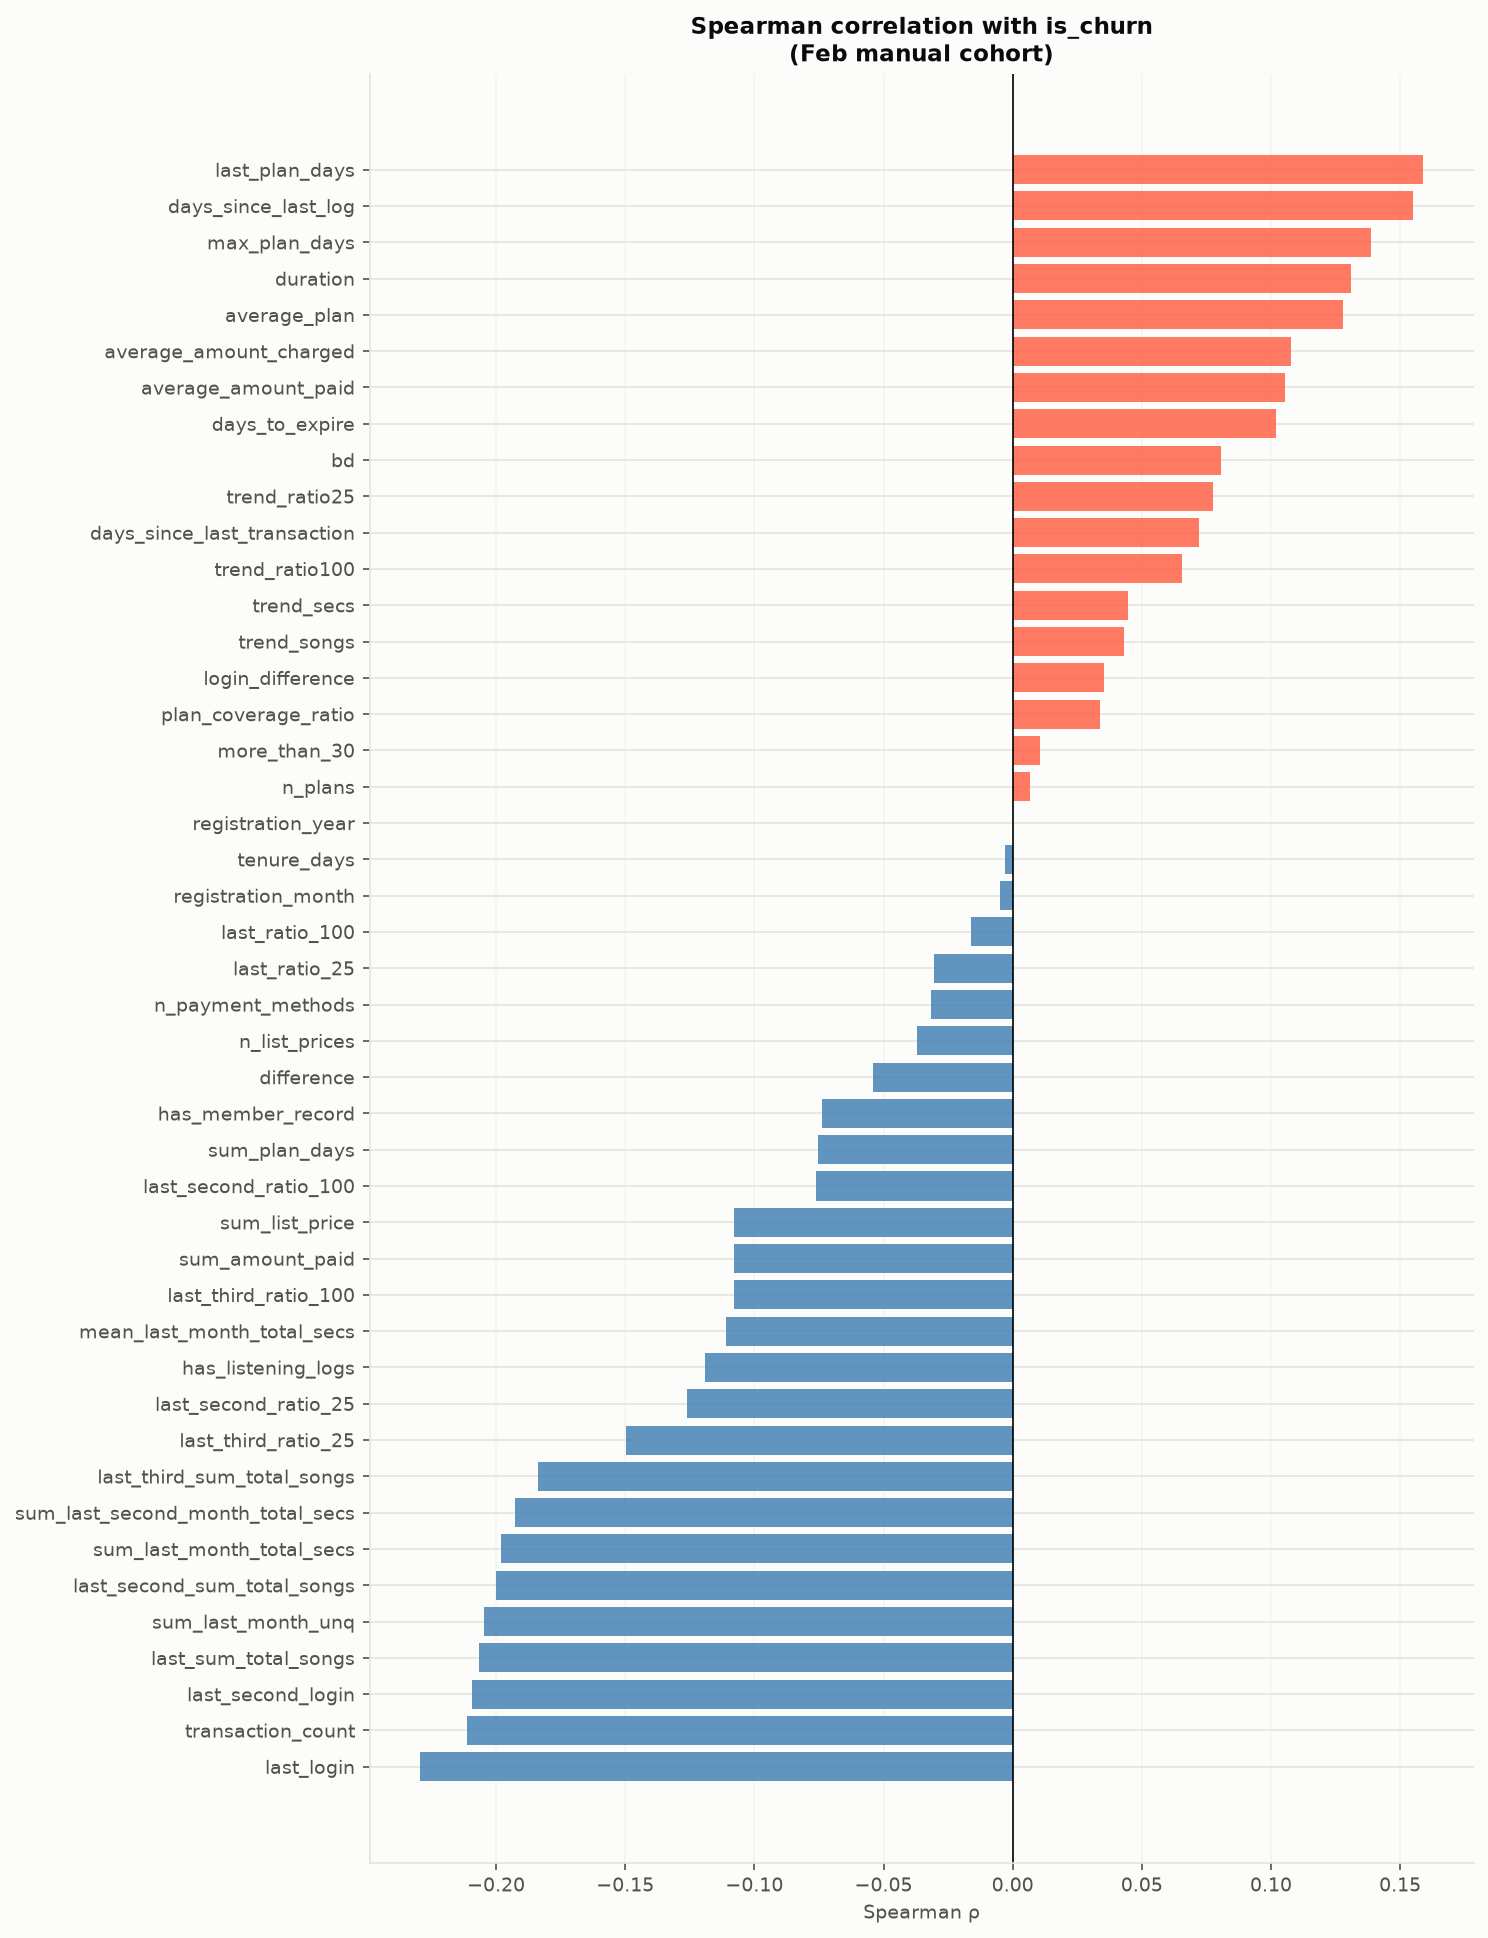 Spearman correlation with is_churn
(Feb manual cohort)
last_plan_days
days_since_last_log
max_plan_days
duration
average_plan
average_amount_charged
average_amount_paid
days_to_expire
bd
trend_ratio25
days_since_last_transaction
trend_ratio100
trend_secs
trend_songs
login_difference
plan_coverage_ratio
more_than_30
n_plans
registration_year
tenure_days
registration_month
last_ratio_100
last_ratio_25
n_payment_methods
n_list_prices
difference
has_member_record
sum_plan_days
last_second_ratio_100
sum_list_price
sum_amount_paid
last_third_ratio_100
mean_last_month_total_secs
has_listening_logs
last_second_ratio_25
last_third_ratio_25
last_third_sum_total_songs
sum_last_second_month_total_secs
sum_last_month_total_secs
last_second_sum_total_songs
sum_last_month_unq
last_sum_total_songs
last_second_login
transaction_count
last_login
−0.20 −0.15 −0.10 −0.05 0.00 0.05 0.10 0.15
Spearman ρ